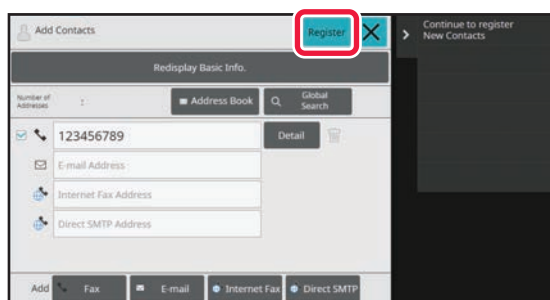 Add Contacts
Register
Continue to register
New Contacts
Redisplay Basic Info.
Number of
Addresses
:
Address Book
Global
Search
123456789
Detail
E-mail Address
Internet Fax Address
Direct SMTP Address
Add
Fax
E-mail
Internet Fax
Direct SMTP